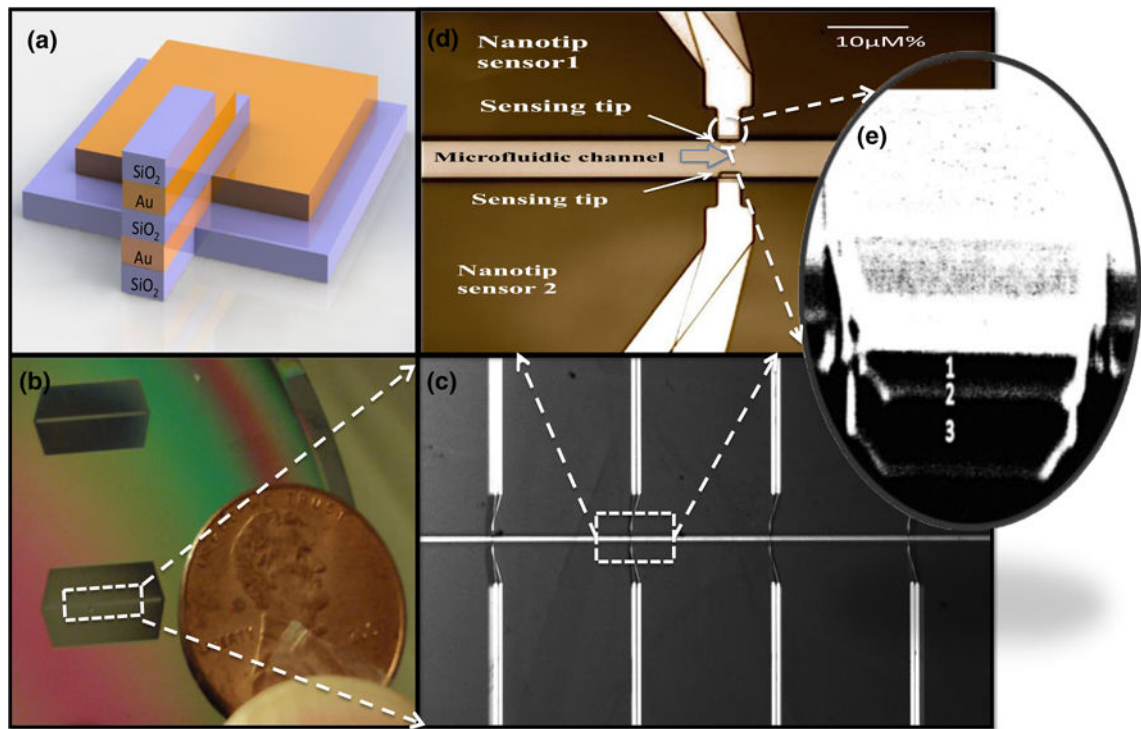 (a)
SiO₂
Au
SiO₂
Au
SiO₂
(d)
Nanotip
sensor1
10µM%
Sensing tip
Microfluidic channel
Sensing tip
Nanotip
sensor 2
(e)
1
2
3
(b)
TRUST
(c)